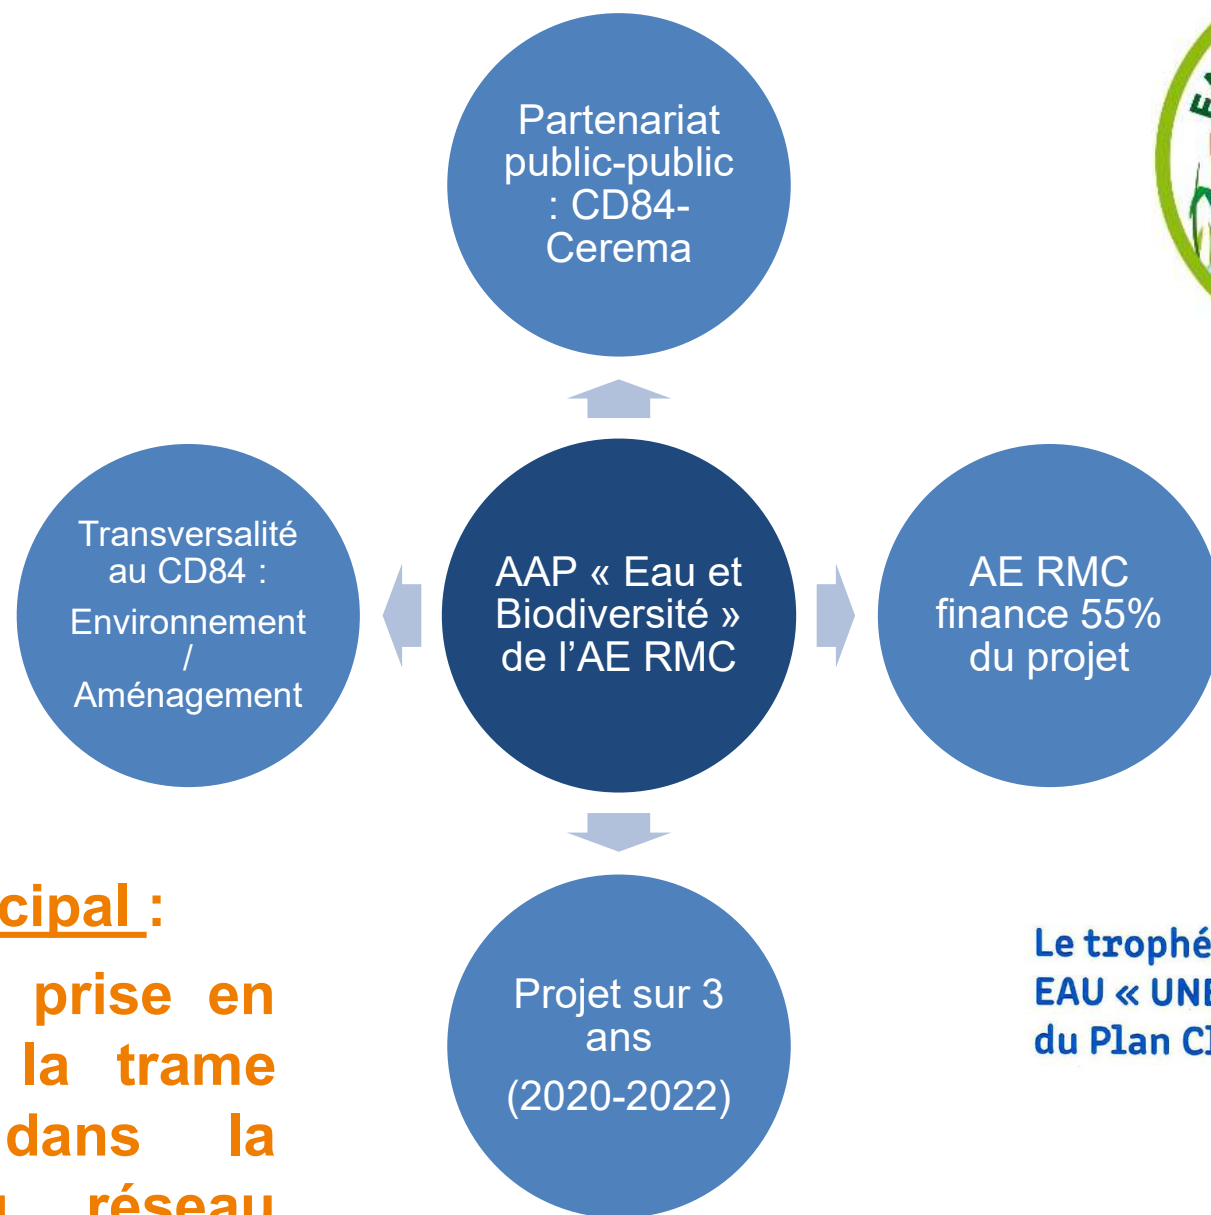 Partenariat
public-public
: CD84-
Cerema
Transversalité
au CD84 :
Environnement
/
Aménagement
AAP « Eau et
Biodiversité »
de l’AE RMC
AE RMC
finance 55%
du projet
Projet sur 3
ans
(2020-2022)
cipal :
prise en
la trame
dans la
réseau
Le trophé
EAU « UNE
du Plan Cl